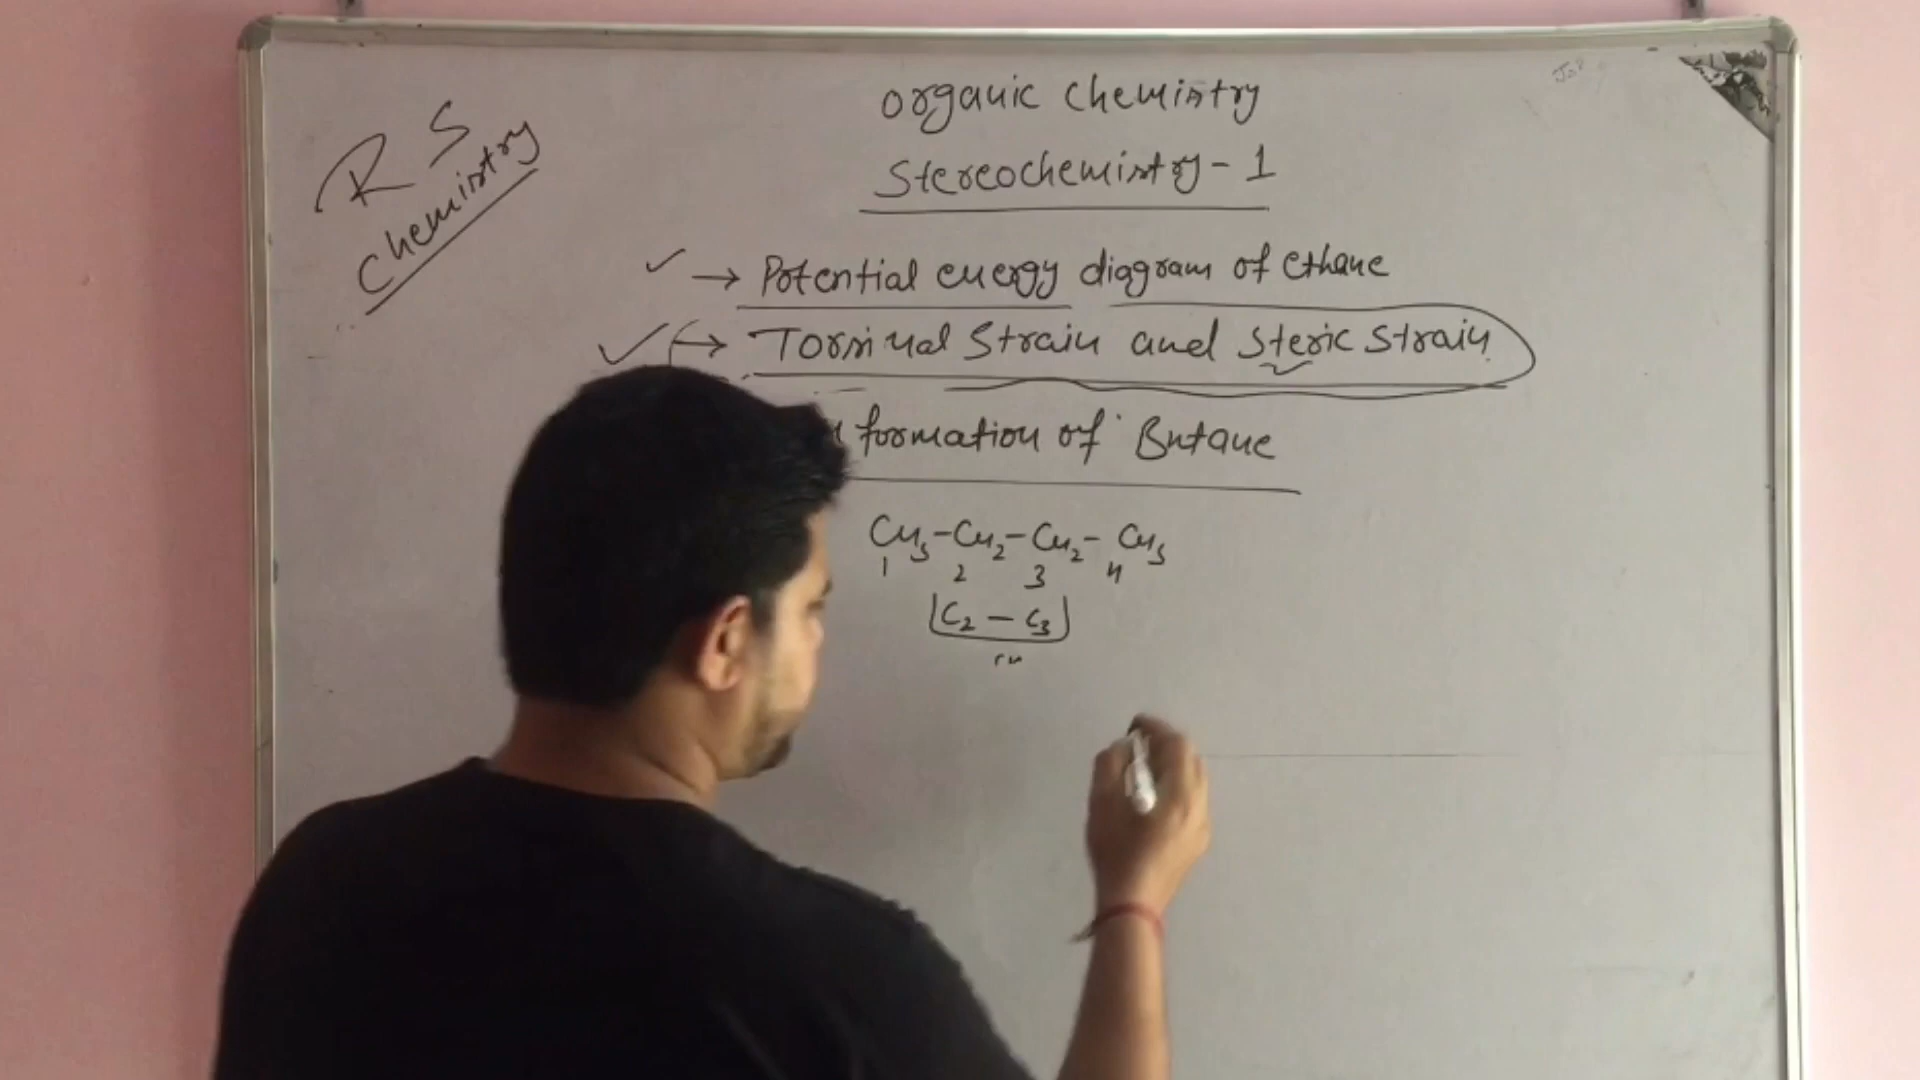 R S
chemistry
organic chemistry
Stereochemistry - 1
✓ → Potential energy diagram of ethane
✓ → Torsinal Strain and Steric Strain
formation of Butane
CH3-CH2-CH2-CH3
1 2 3 4
C2 - C3